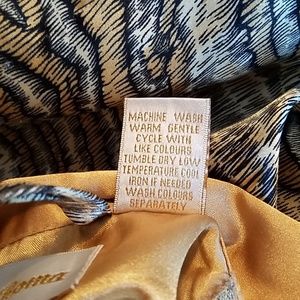 MACHINE WASH
WARM GENTLE
CYCLE WITH
LIKE COLOURS
TUMBLE DRY LOW
TEMPERATURE COOL
IRON IF NEEDED
WASH COLOURS
SEPARATELY